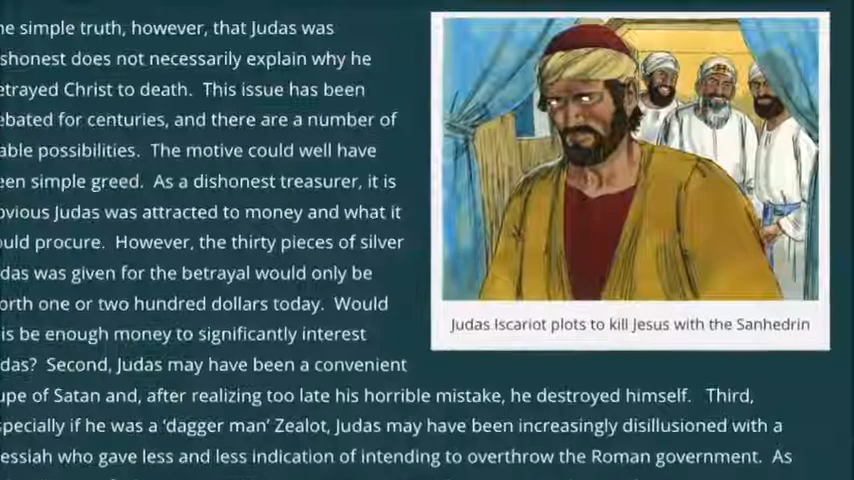 he simple truth, however, that Judas was
shonest does not necessarily explain why he
etrayed Christ to death. This issue has been
ebated for centuries, and there are a number of
able possibilities. The motive could well have
een simple greed. As a dishonest treasurer, it is
bvious Judas was attracted to money and what it
ould procure. However, the thirty pieces of silver
das was given for the betrayal would only be
orth one or two hundred dollars today. Would
is be enough money to significantly interest
das? Second, Judas may have been a convenient
upe of Satan and, after realizing too late his horrible mistake, he destroyed himself. Third,
specially if he was a 'dagger man' Zealot, Judas may have been increasingly disillusioned with a
essiah who gave less and less indication of intending to overthrow the Roman government. As
Judas Iscariot plots to kill Jesus with the Sanhedrin